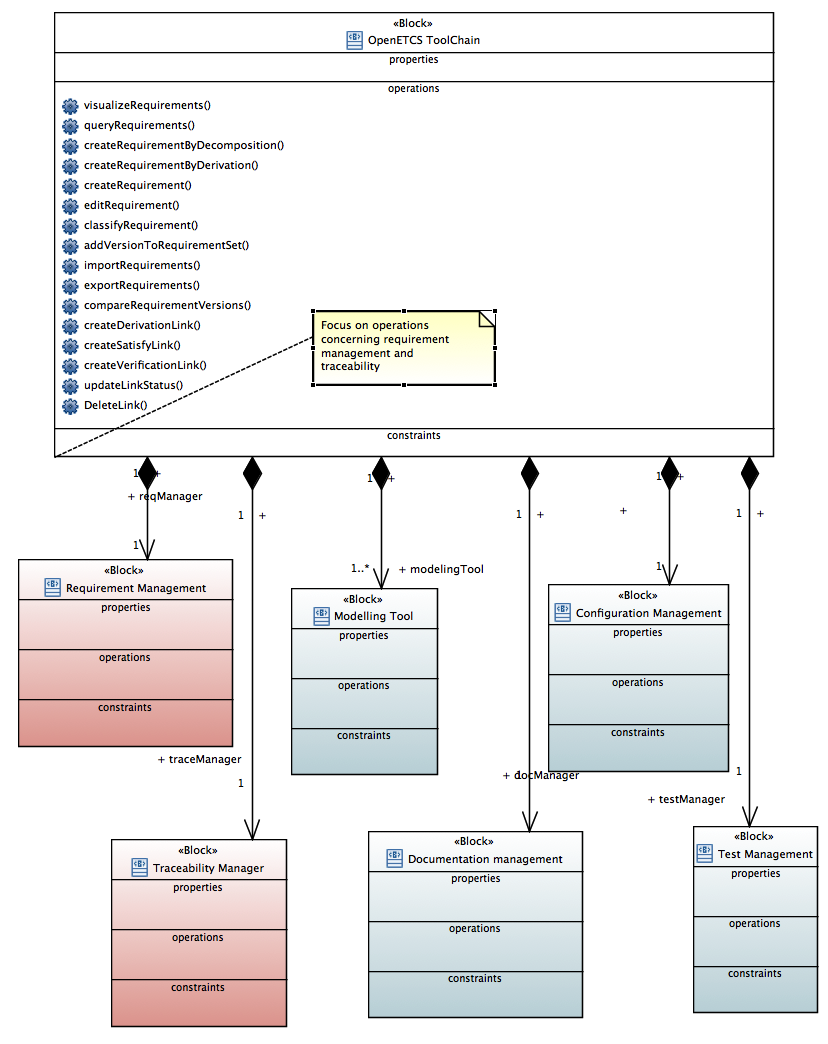 «Block»
OpenETCS ToolChain
properties
operations
visualizeRequirements()
queryRequirements()
createRequirementByDecomposition()
createRequirementByDerivation()
createRequirement()
editRequirement()
classifyRequirement()
addVersionToRequirementSet()
importRequirements()
exportRequirements()
compareRequirementVersions()
createDerivationLink()
createSatisfyLink()
createVerificationLink()
updateLinkStatus()
DeleteLink()
Focus on operations
concerning requirement
management and
traceability
constraints
1 +
+ reqManager
1
1 +
1 +
1 +
1
+
1 +
1..* + modelingTool
1
«Block»
Requirement Management
properties
operations
constraints
«Block»
Modelling Tool
properties
operations
constraints
«Block»
Configuration Management
properties
operations
constraints
+ traceManager
1
+ docManager
1
1
+ testManager
«Block»
Traceability Manager
properties
operations
constraints
«Block»
Documentation management
properties
operations
constraints
«Block»
Test Management
properties
operations
constraints